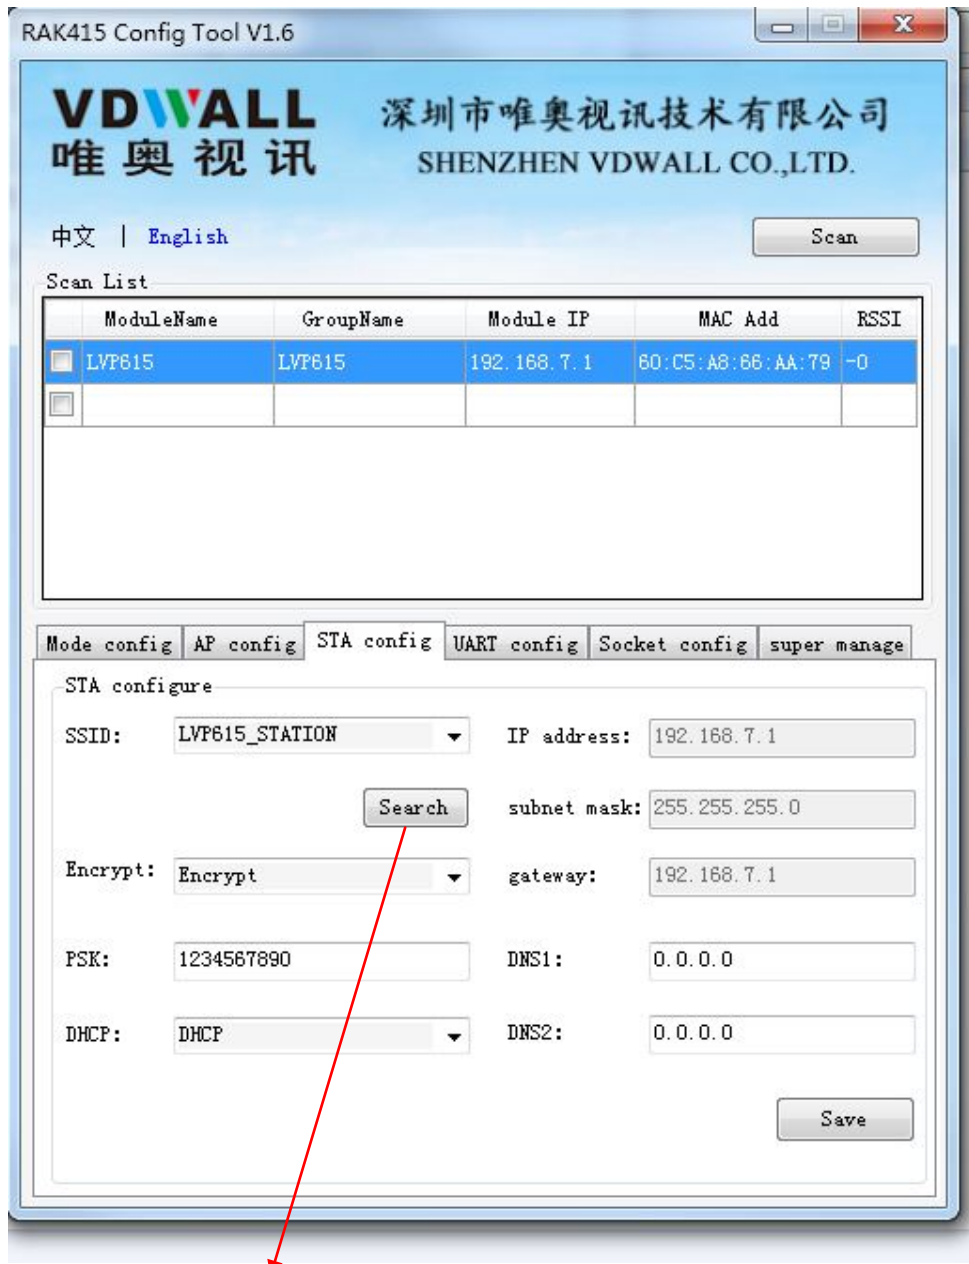 RAK415 Config Tool V1.6
VDWALL 深圳市唯奥视讯技术有限公司
唯奥视讯 SHENZHEN VDWALL CO.,LTD.
中文 | English Scan
Scan List
ModuleName GroupName Module IP MAC Add RSSI
LVP615 LVP615 192.168.7.1 60:C5:A8:66:AA:79 -0
Mode config AP config STA config UART config Socket config super manage
STA configure
SSID: LVP615_STATION IP address: 192.168.7.1
Search subnet mask: 255.255.255.0
Encrypt: Encrypt gateway: 192.168.7.1
PSK: 1234567890 DNS1: 0.0.0.0
DHCP: DHCP DNS2: 0.0.0.0
Save